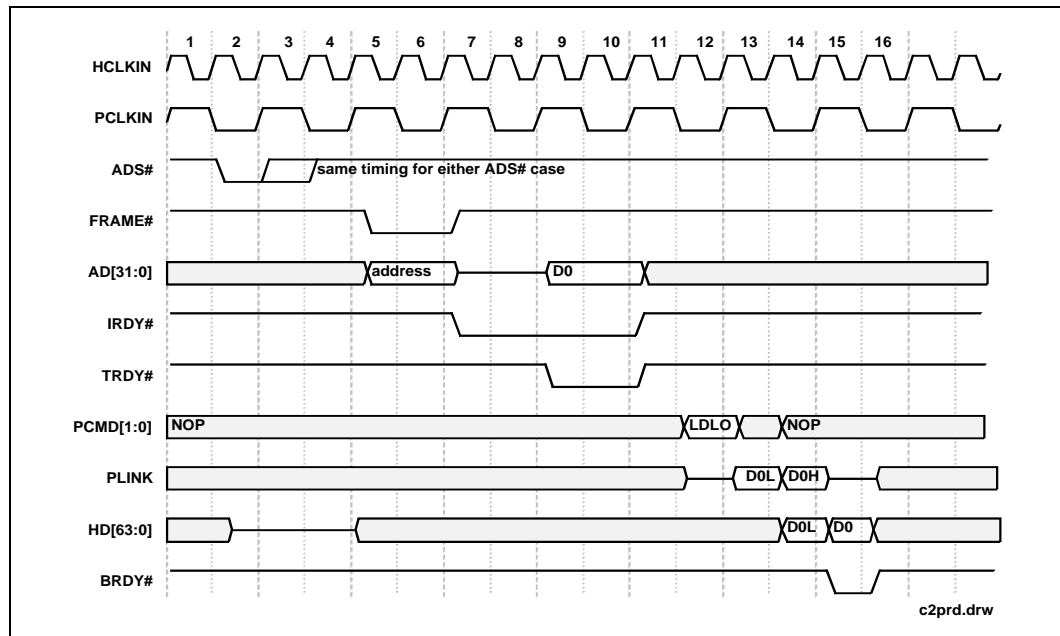 1 2 3 4 5 6 7 8 9 10 11 12 13 14 15 16
HCLKIN
PCLKIN
ADS# same timing for either ADS# case
FRAME#
AD[31:0] address D0
IRDY#
TRDY#
PCMD[1:0] NOP LDLO NOP
PLINK D0L D0H
HD[63:0] D0L D0
BRDY#
c2prd.drw